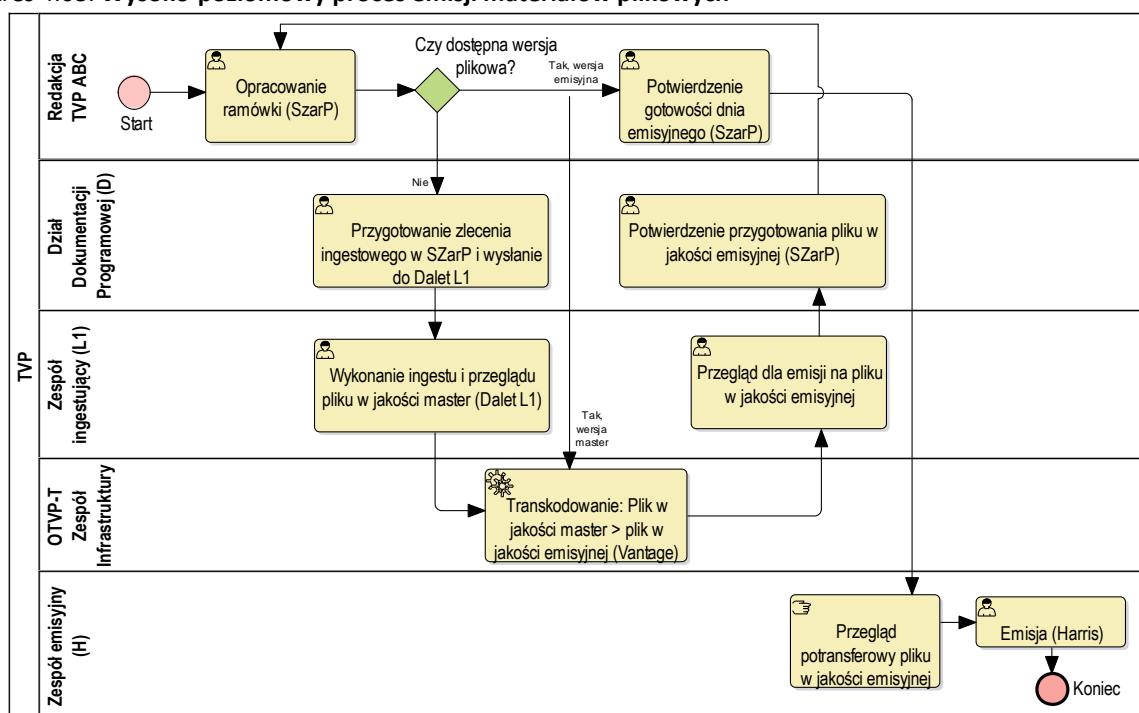 Wysoko-poziomowy proces emisji materiałów plikowych
TVP
Redakcja
TVP ABC
Start
Opracowanie
ramówki (SzarP)
Czy dostępna wersja
plikowa?
Tak, wersja
emisyjna
Potwierdzenie
gotowości dnia
emisyjnego (SzarP)
Nie
Dział
Dokumentacji
Programowej (D)
Przygotowanie zlecenia
ingestowego w SZarP i wysłanie
do Dalet L1
Potwierdzenie przygotowania pliku w
jakości emisyjnej (SZarP)
Zespół
ingestujący (L1)
Wykonanie ingestu i przeglądu
pliku w jakości master (Dalet L1)
Przegląd dla emisji na pliku
w jakości emisyjnej
Tak,
wersja
master
OTVP-T
Zespół
Infrastruktury
Transkodowanie: Plik w
jakości master > plik w
jakości emisyjnej (Vantage)
Zespół emisyjny
(H)
Przegląd
potransferowy pliku
w jakości emisyjnej
Emisja (Harris)
Koniec